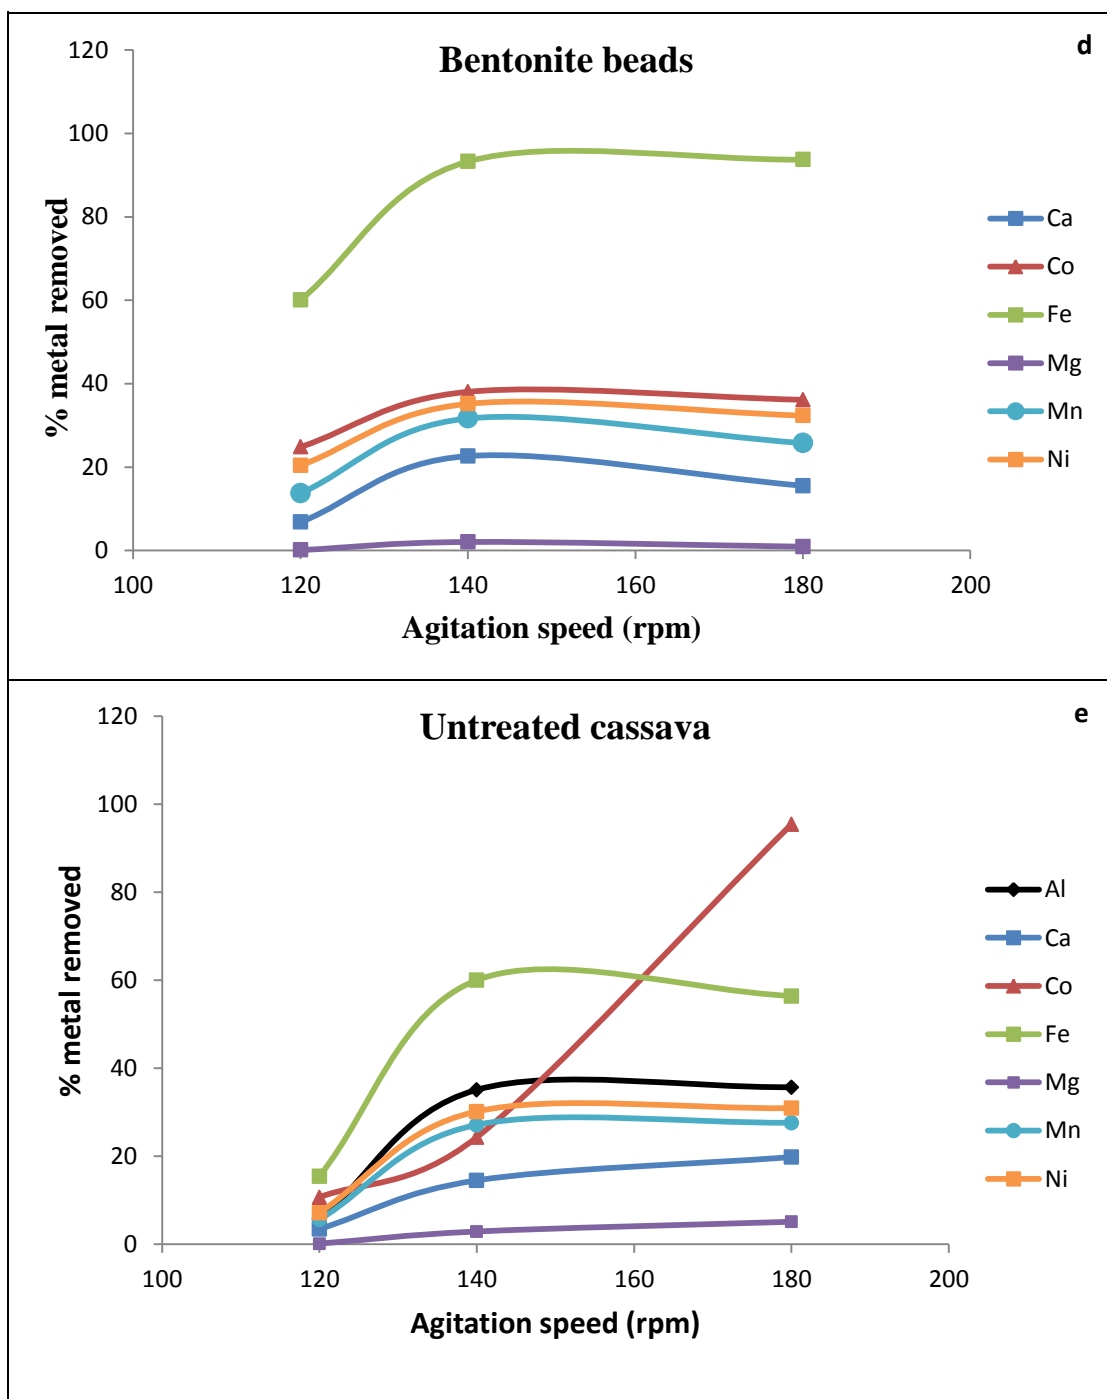 d
Bentonite beads
120
100
80
60
40
20
0
% metal removed
100 120 140 160 180 200
Agitation speed (rpm)
Ca
Co
Fe
Mg
Mn
Ni
e
Untreated cassava
120
100
80
60
40
20
0
% metal removed
100 120 140 160 180 200
Agitation speed (rpm)
Al
Ca
Co
Fe
Mg
Mn
Ni